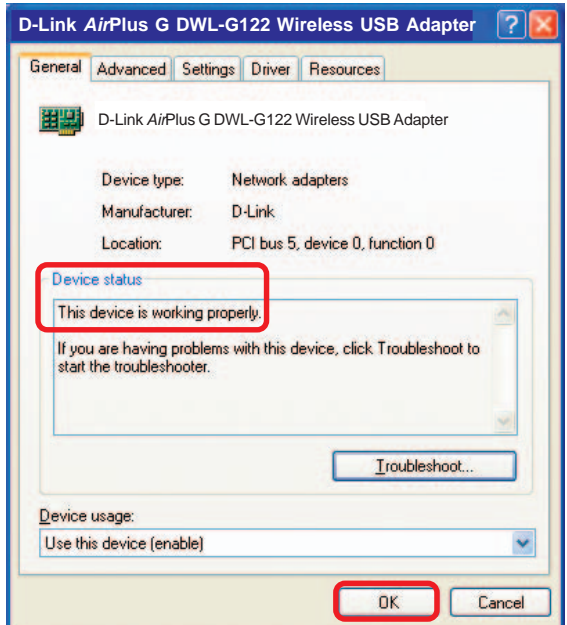 D-Link AirPlus G DWL-G122 Wireless USB Adapter
General Advanced Settings Driver Resources
D-Link AirPlus G DWL-G122 Wireless USB Adapter
Device type: Network adapters
Manufacturer: D-Link
Location: PCI bus 5, device 0, function 0
Device status
This device is working properly.
If you are having problems with this device, click Troubleshoot to
start the troubleshooter.
Troubleshoot...
Device usage:
Use this device (enable)
OK Cancel